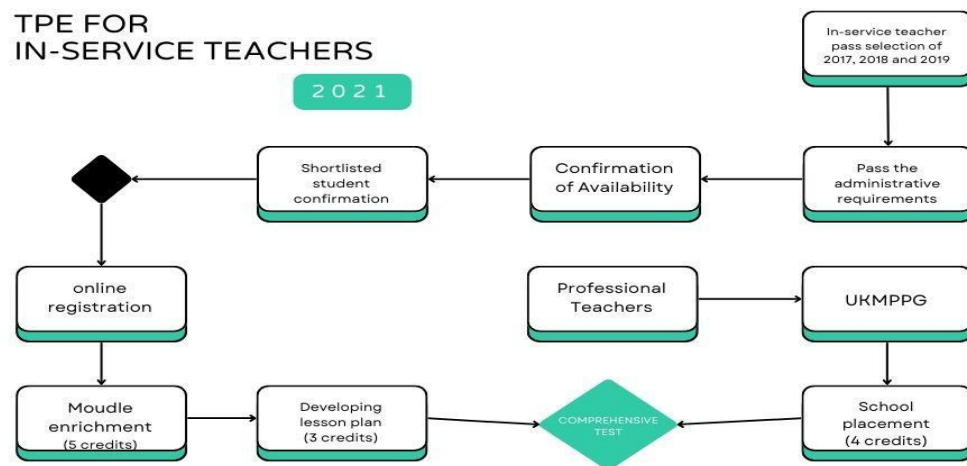 TPE FOR
IN-SERVICE TEACHERS
2021
In-service teacher
pass selection of
2017, 2018 and 2019
Shortlisted
student
confirmation
Confirmation
of Availability
Pass the
administrative
requirements
online
registration
Professional
Teachers
UKMPPG
Moudle
enrichment
(5 credits)
Developing
lesson plan
(3 credits)
COMPREHENSIVE
TEST
School
placement
(4 credits)